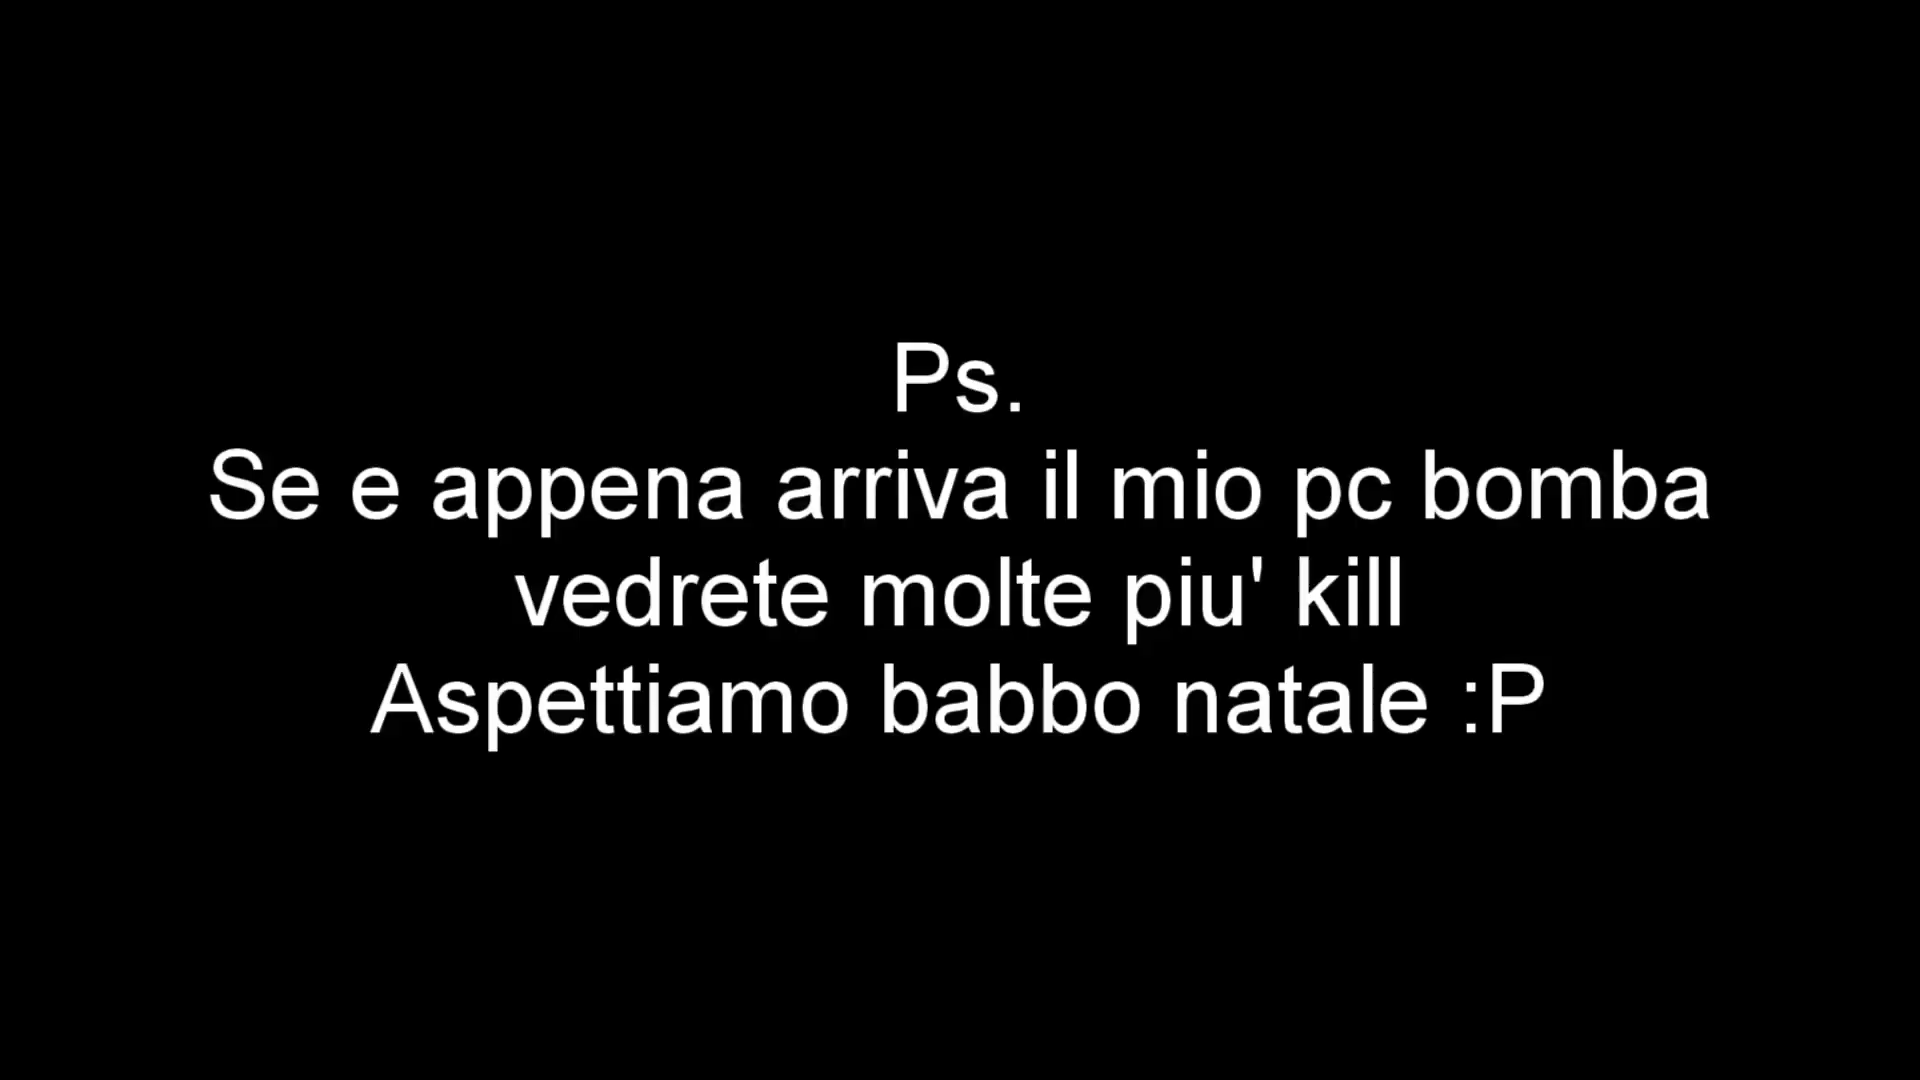 Ps.
Se e appena arriva il mio pc bomba
vedrete molte piu' kill
Aspettiamo babbo natale :P